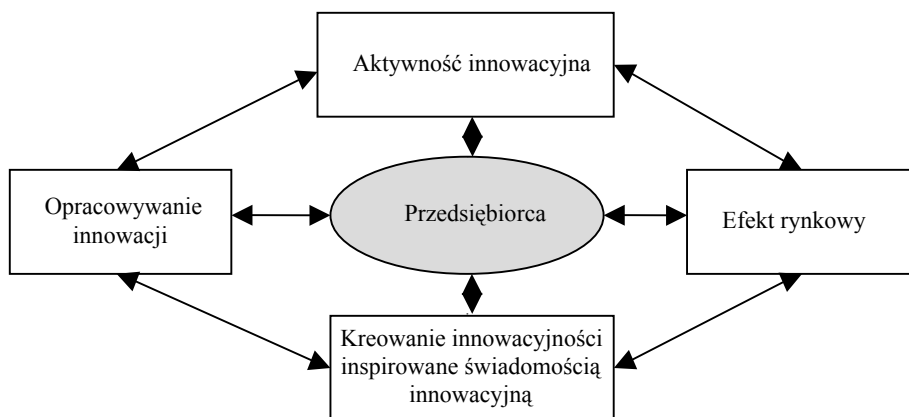 Aktywność innowacyjna
Opracowywanie
innowacji
Przedsiębiorca
Efekt rynkowy
Kreowanie innowacyjności
inspirowane świadomością
innowacyjną